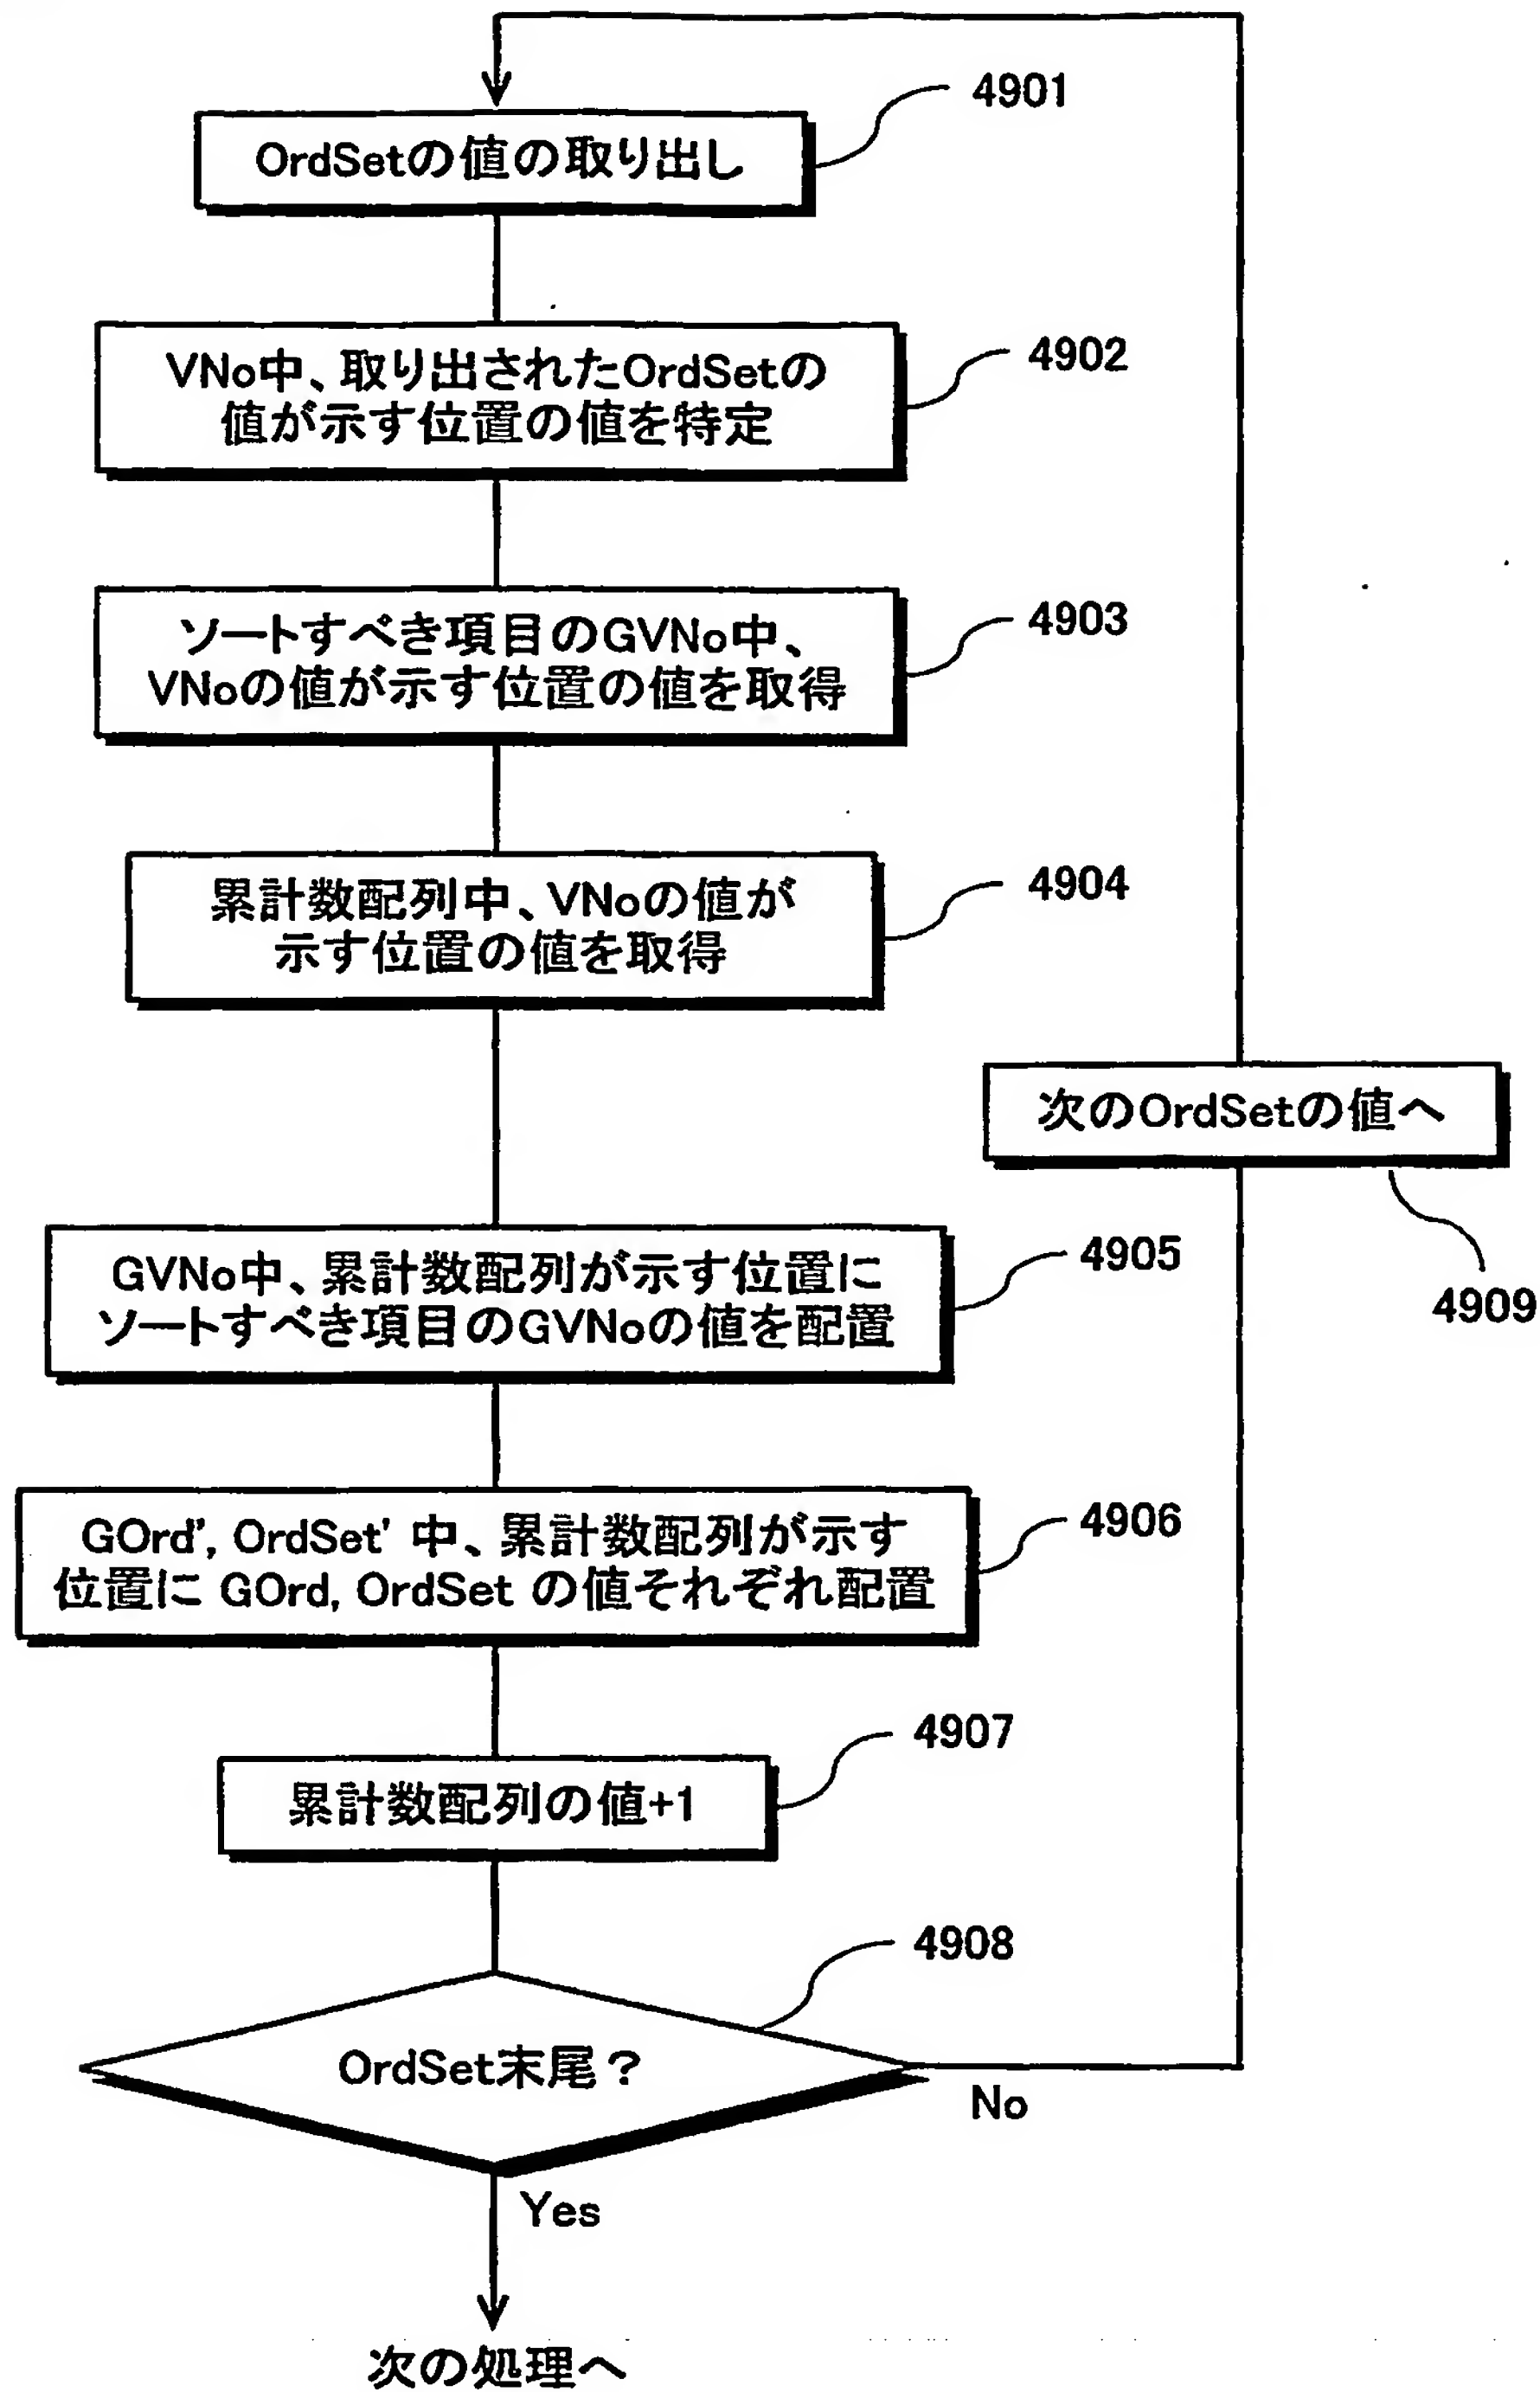 4901
OrdSetの値の取り出し
4902
VNo中、取り出されたOrdSetの
値が示す位置の値を特定
4903
ソートすべき項目のGVNo中、
VNoの値が示す位置の値を取得
4904
累計数配列中、VNoの値が
示す位置の値を取得
次のOrdSetの値へ
4909
4905
GVNo中、累計数配列が示す位置に
ソートすべき項目のGVNoの値を配置
4906
GOrd', OrdSet' 中、累計数配列が示す
位置に GOrd, OrdSet の値それぞれ配置
4907
累計数配列の値+1
4908
OrdSet末尾？
No
Yes
次の処理へ